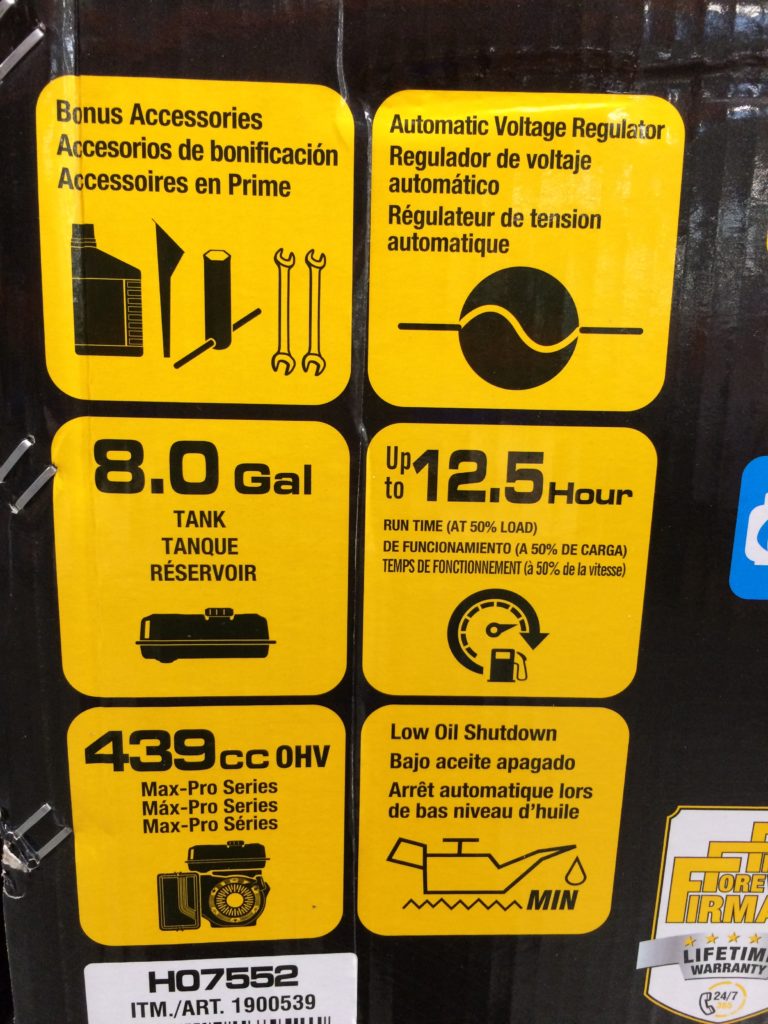 Bonus Accessories
Accesorios de bonificación
Accessoires en Prime
Automatic Voltage Regulator
Regulador de voltaje
automático
Régulateur de tension
automatique
8.0 Gal
TANK
TANQUE
RÉSERVOIR
Up to 12.5 Hour
RUN TIME (AT 50% LOAD)
DE FUNCIONAMIENTO (A 50% DE CARGA)
TEMPS DE FONCTIONNEMENT (à 50% de la vitesse)
439cc OHV
Max-Pro Series
Máx-Pro Series
Max-Pro Séries
Low Oil Shutdown
Bajo aceite apagado
Arrêt automatique lors
de bas niveau d'huile
MIN
H07552
ITM./ART. 1900539
LIFETIM
WARRANTY
24/7
365